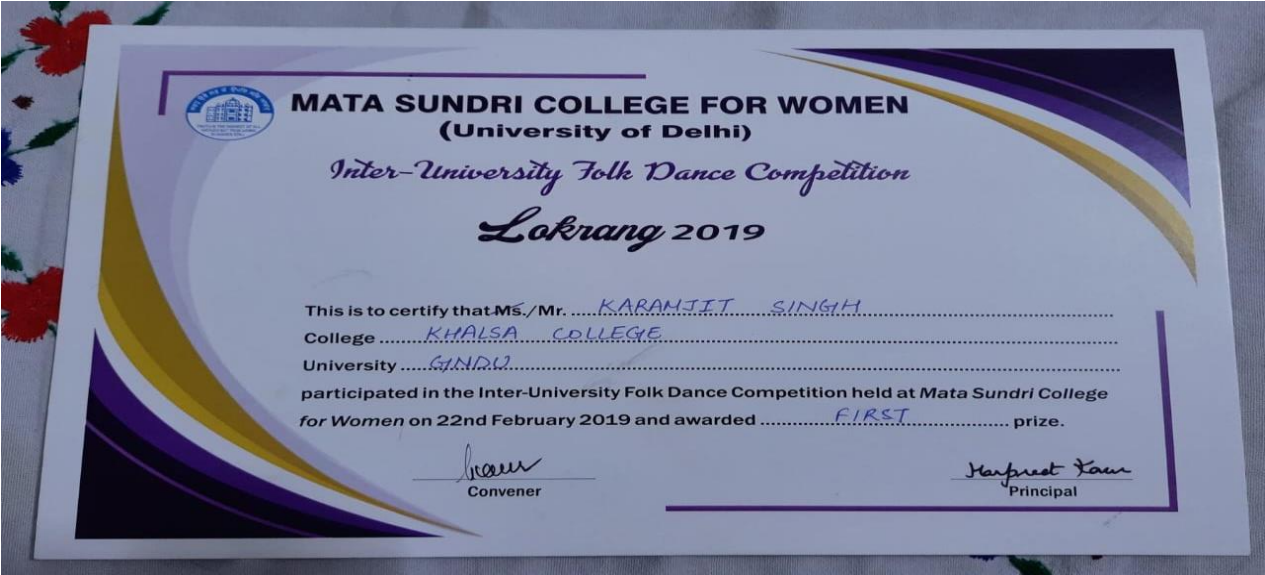 MATA SUNDRI COLLEGE FOR WOMEN
(University of Delhi)
Inter-University Folk Dance Competition
Lokrang 2019
This is to certify that Ms./Mr. KARAMJIT SINGH
College KHALSA COLLEGE
University GNDU
participated in the Inter-University Folk Dance Competition held at Mata Sundri College
for Women on 22nd February 2019 and awarded FIRST prize.
Harpreet Kaur
Convener
Principal